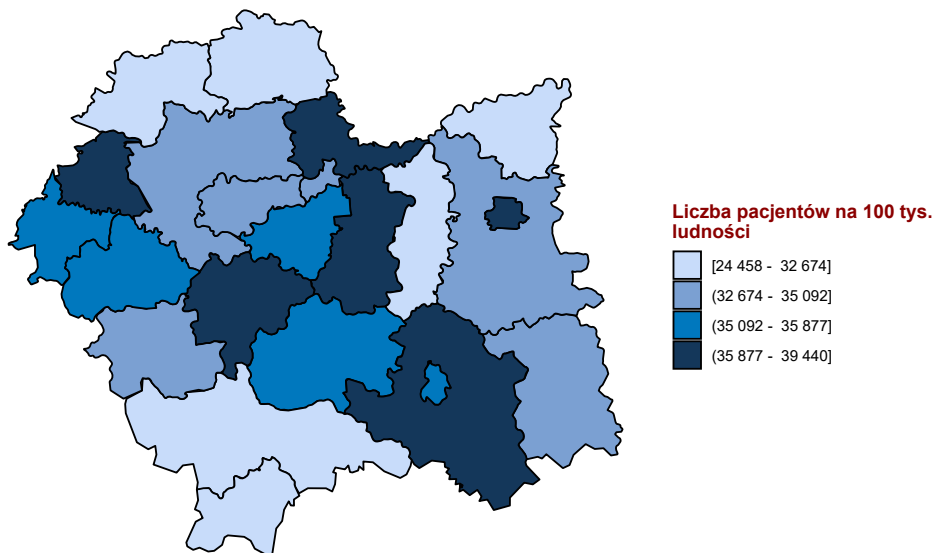 Liczba pacjentów na 100 tys.
ludności
[24 458 - 32 674]
(32 674 - 35 092]
(35 092 - 35 877]
(35 877 - 39 440]